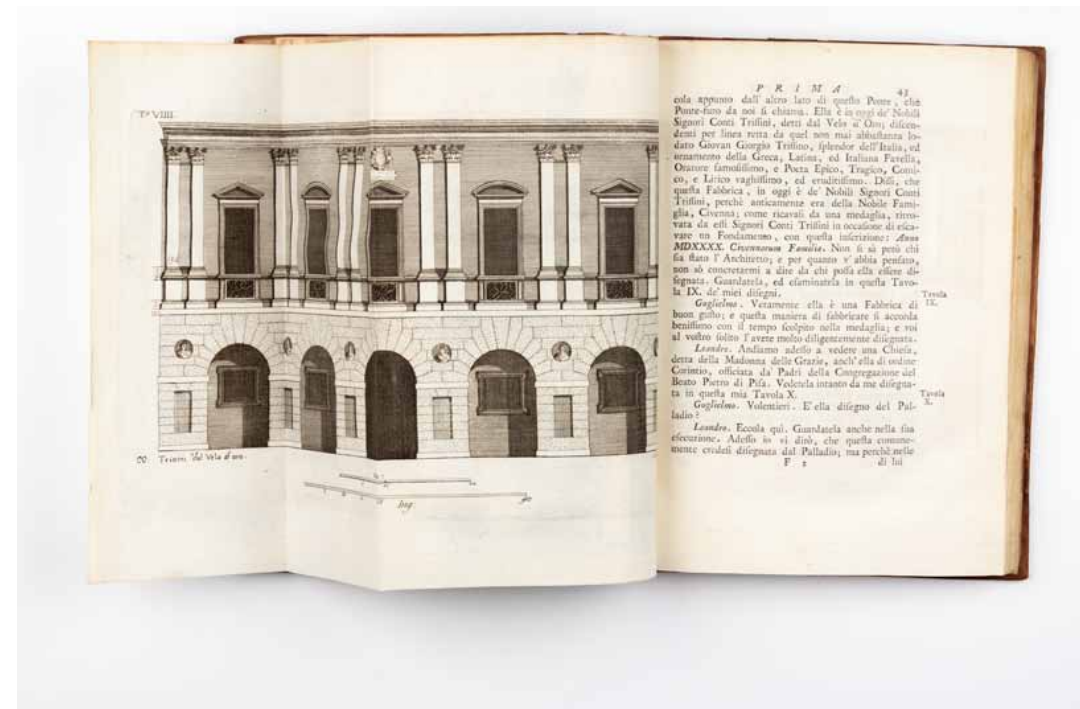 Tª VIIII
CO: Trissini dal Velo d'oro.
PRIMA 43
cola appunto dall' altro lato di questo Ponte, che
Ponte-furo da noi si chiama. Ella è in oggi de' Nobili
Signori Conti Trissini, detti dal Velo d' Oro; discen-
denti per linea retta da quel non mai abbastanza lo-
dato Giovan Giorgio Trissino, splendor dell'Italia, ed
ornamento della Greca, Latina, ed Italiana Favella,
Oratore famosissimo, e Poeta Epico, Tragico, Comi-
co, e Lirico vaghissimo, ed eruditissimo. Dissi, che
questa Fabbrica, in oggi è de' Nobili Signori Conti
Trissini, perchè anticamente era della Nobile Fami-
glia, Civenna; come ricavasi da una medaglia, ritro-
vata da essi Signori Conti Trissini in occasione di esca-
vare un Fondamento, con questa inscrizione: Anno
MDXXXX. Civennorum Familia. Non si sà però chi
sia stato l' Architetto; e per quanto v' abbia pensato,
non sò concretarmi a dire da chi possa ella essere di-
segnata. Guardatela, ed esaminatela in questa Tavo-
la IX. de' miei disegni.
Tavola
IX.
Guglielmo. Veramente ella è una Fabbrica di
buon gusto; e questa maniera di fabbricare si accorda
benissimo con il tempo scolpito nella medaglia; e voi
al vostro solito l'avete molto diligentemente disegnata.
Leandro. Andiamo adesso a vedere una Chiesa,
detta della Madonna delle Grazie, anch' ella di ordine
Corintio, officiata da' Padri della Congregazione del
Beato Pietro di Pisa. Vedetela intanto da me disegna-
ta in questa mia Tavola X.
Tavola
X.
Guglielmo. Volentieri. E' ella disegno del Pal-
ladio?
Leandro. Eccola quì. Guardatela anche nella sua
esecuzione. Adesso io vi dirò, che questa comune-
mente credesi disegnata dal Palladio; ma perchè nelle
F 2 di lui